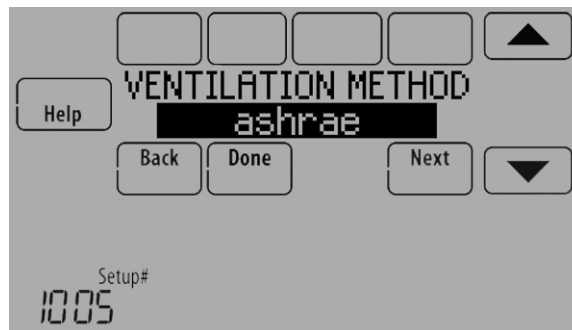 VENTILATION METHOD
Help
ashrae
Back Done Next
Setup#
1005